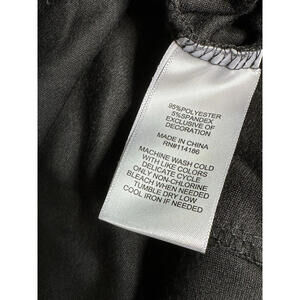 95%POLYESTER
5%SPANDEX
EXCLUSIVE OF
DECORATION
MADE IN CHINA
RN#114186
MACHINE WASH COLD
WITH LIKE COLORS
DELICATE CYCLE
ONLY NON-CHLORINE
BLEACH WHEN NEEDED
TUMBLE DRY LOW
COOL IRON IF NEEDED